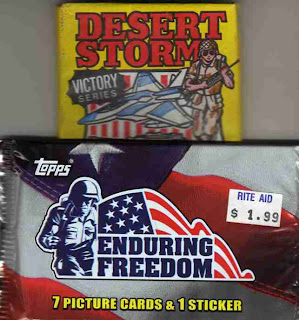 DESERT
STORM
VICTORY
SERIES
topps
RITE AID
$ 1.99
ENDURING
FREEDOM
7 PICTURE CARDS & 1 STICKER